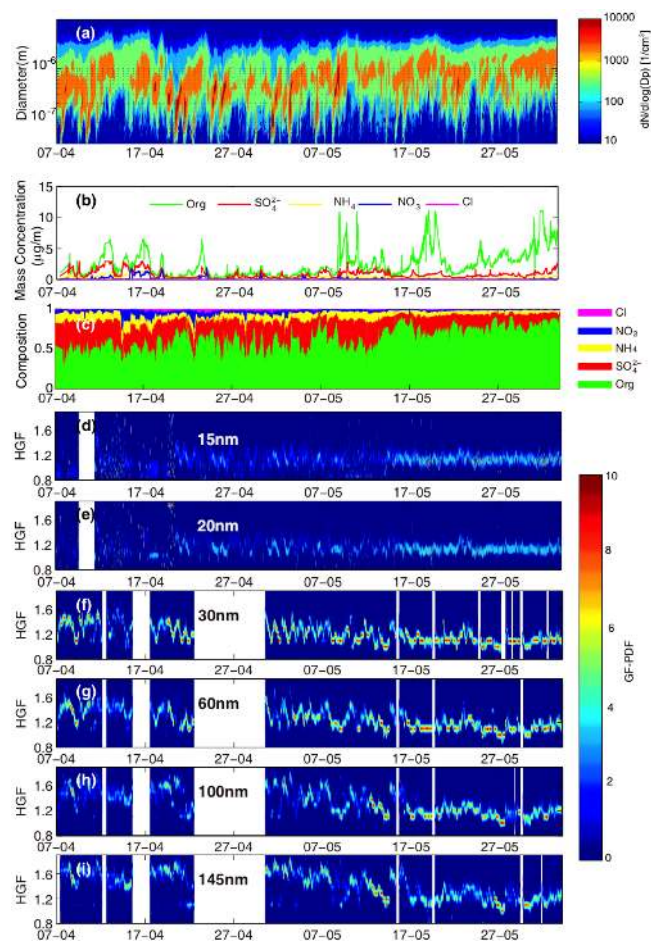 (a)
10000
1000
100
10
dN/dlog(Dp) [1/cm³]
Diameter(m)
10⁻⁶
10⁻⁷
07−04 17−04 27−04 07−05 17−05 27−05
(b)
Org SO₄²⁻ NH₄ NO₃ Cl
Mass Concentration
(μg/m)
15
10
5
0
07−04 17−04 27−04 07−05 17−05 27−05
(c)
Composition
1
0.5
0
07−04 17−04 27−04 07−05 17−05 27−05
Cl
NO₃
NH₄
SO₄²⁻
Org
(d) 15nm
HGF
1.6
1.2
0.8
07−04 17−04 27−04 07−05 17−05 27−05
(e) 20nm
HGF
1.6
1.2
0.8
07−04 17−04 27−04 07−05 17−05 27−05
(f) 30nm
HGF
1.6
1.2
0.8
07−04 17−04 27−04 07−05 17−05 27−05
(g) 60nm
HGF
1.6
1.2
0.8
07−04 17−04 27−04 07−05 17−05 27−05
(h) 100nm
HGF
1.6
1.2
0.8
07−04 17−04 27−04 07−05 17−05 27−05
(i) 145nm
HGF
1.6
1.2
0.8
07−04 17−04 27−04 07−05 17−05 27−05
10
8
6
4
2
0
GF-PDF